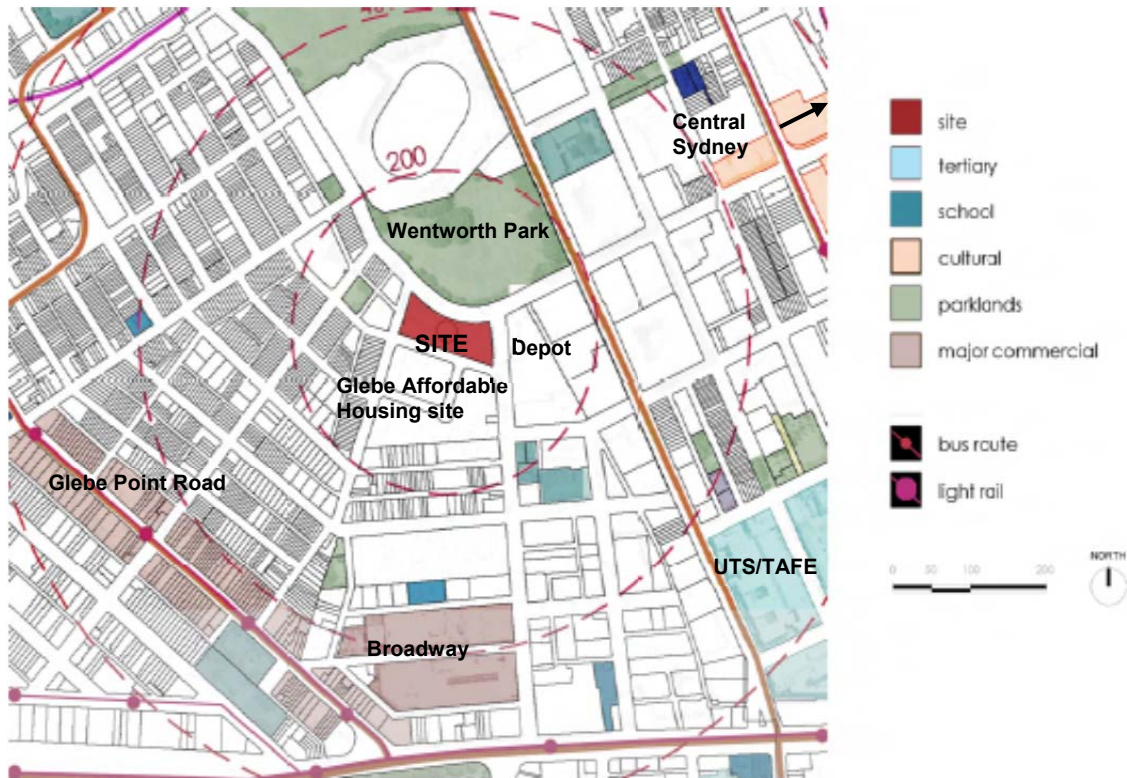 Central
Sydney
200
Wentworth Park
SITE
Depot
Glebe Affordable
Housing site
Glebe Point Road
UTS/TAFE
Broadway
site
tertiary
school
cultural
parklands
major commercial
bus route
light rail
NORTH
0 50 100 200